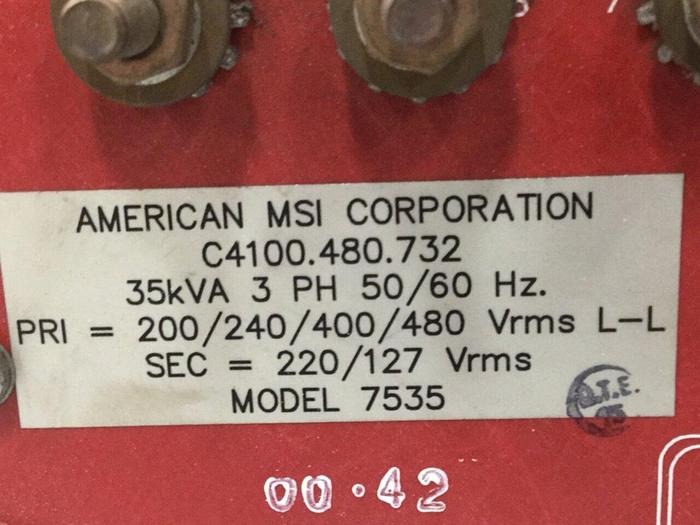 AMERICAN MSI CORPORATION
C4100.480.732
35kVA 3 PH 50/60 Hz.
PRI = 200/240/400/480 Vrms L-L
SEC = 220/127 Vrms
MODEL 7535
00.42